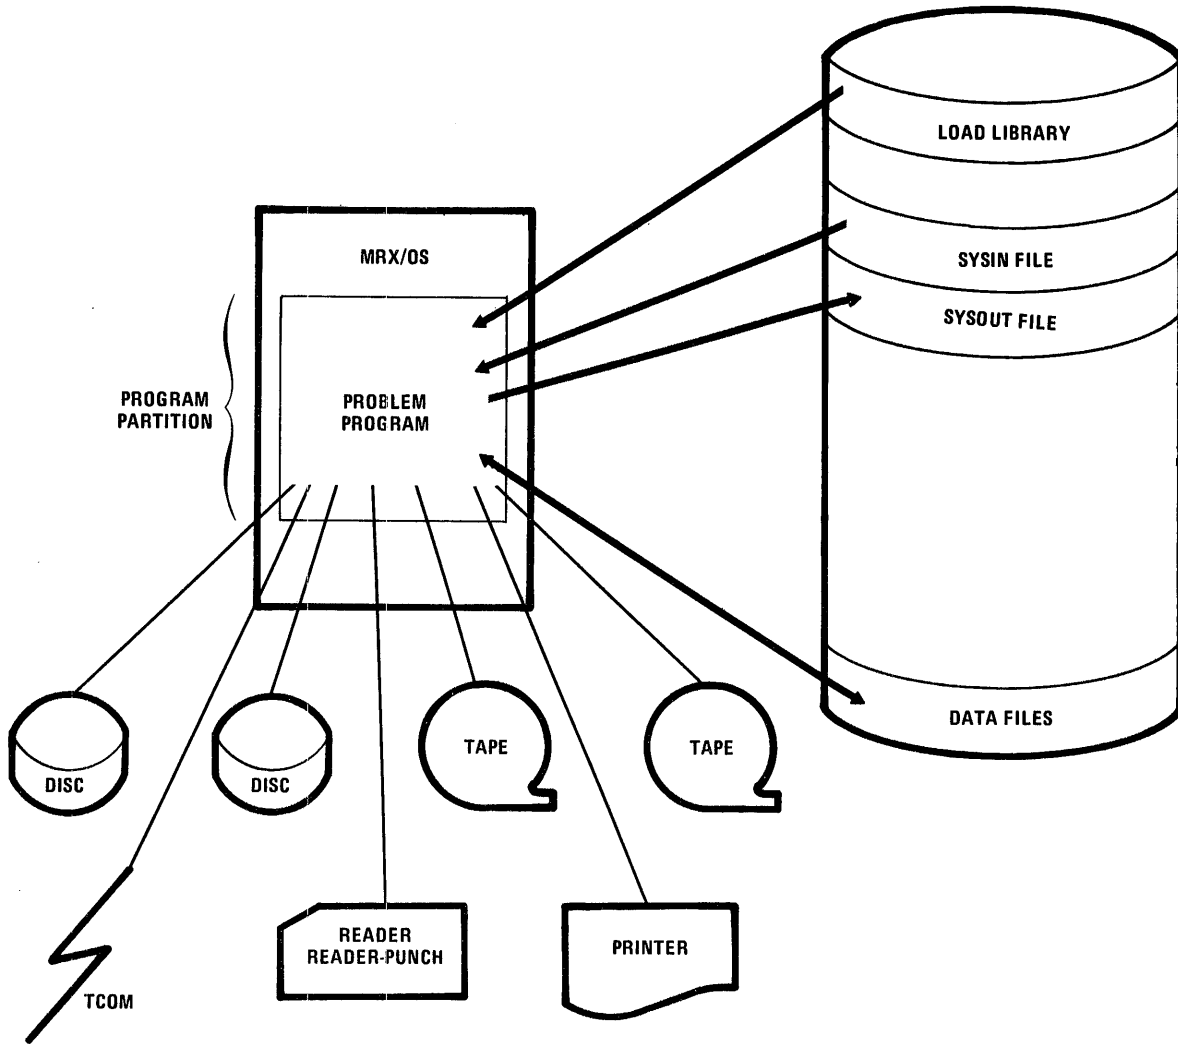 LOAD LIBRARY
MRX/OS
SYSIN FILE
SYSOUT FILE
PROGRAM
PARTITION
PROBLEM
PROGRAM
DATA FILES
DISC
DISC
TAPE
TAPE
READER
READER-PUNCH
PRINTER
TCOM